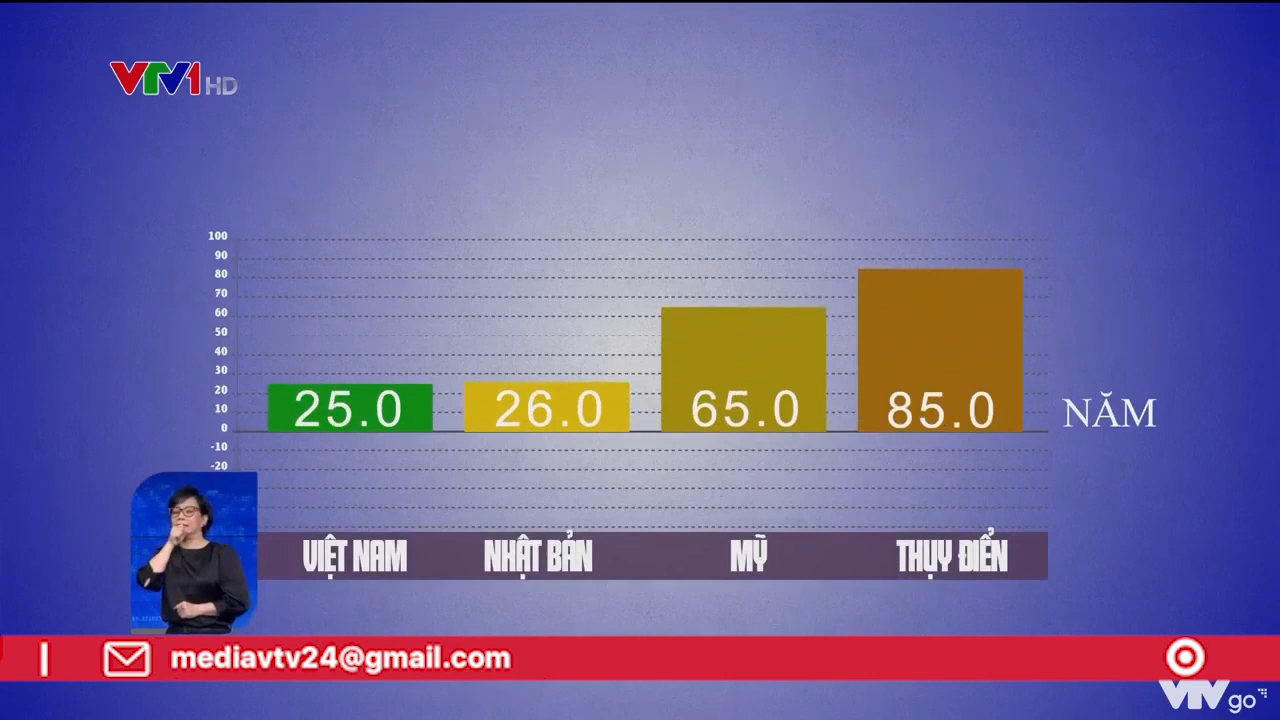 VTV1 HD
100
90
80
70
60
50
40
30
20
10
0
-10
-20
25.0 26.0 65.0 85.0 NĂM
VIỆT NAM NHẬT BẢN MỸ THỤY ĐIỂN
mediavtv24@gmail.com
VTV go